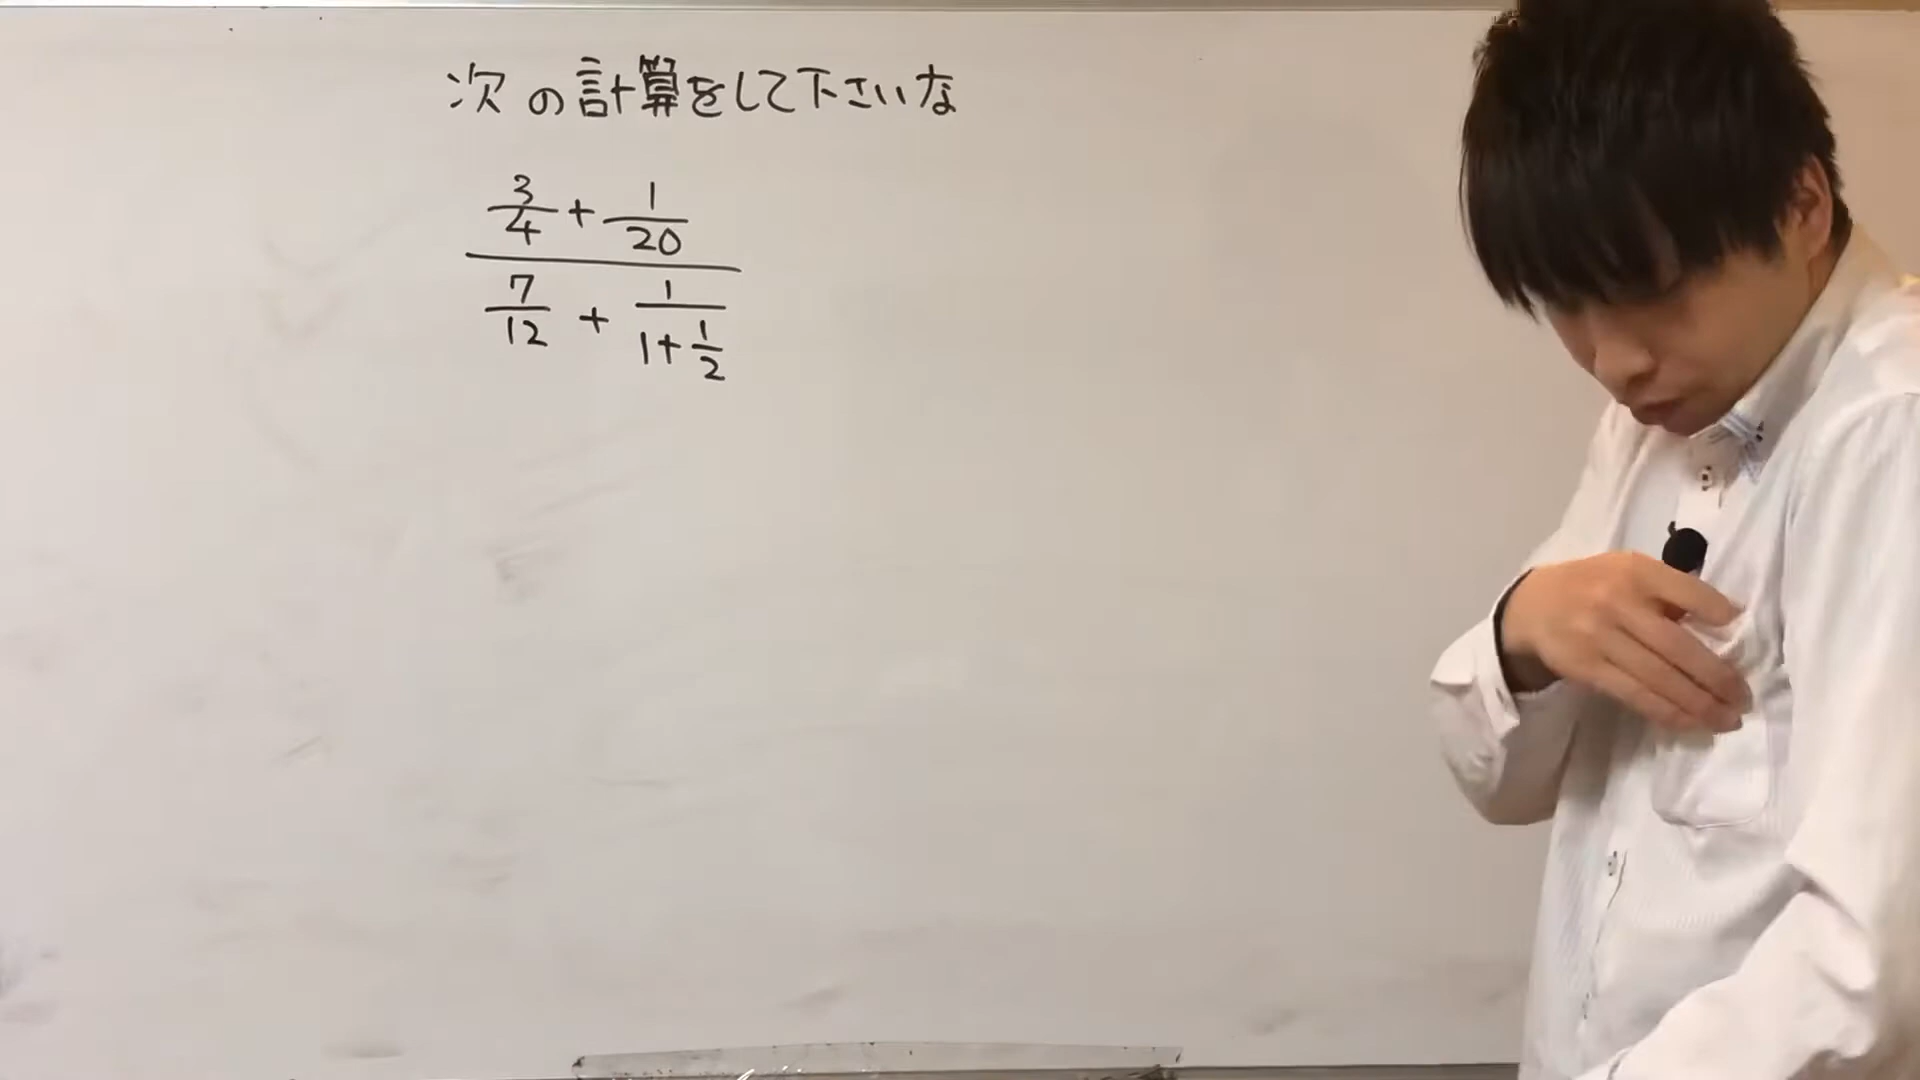 次の計算をして下さいな
3/4 + 1/20
7/12 + 1/(1+1/2)